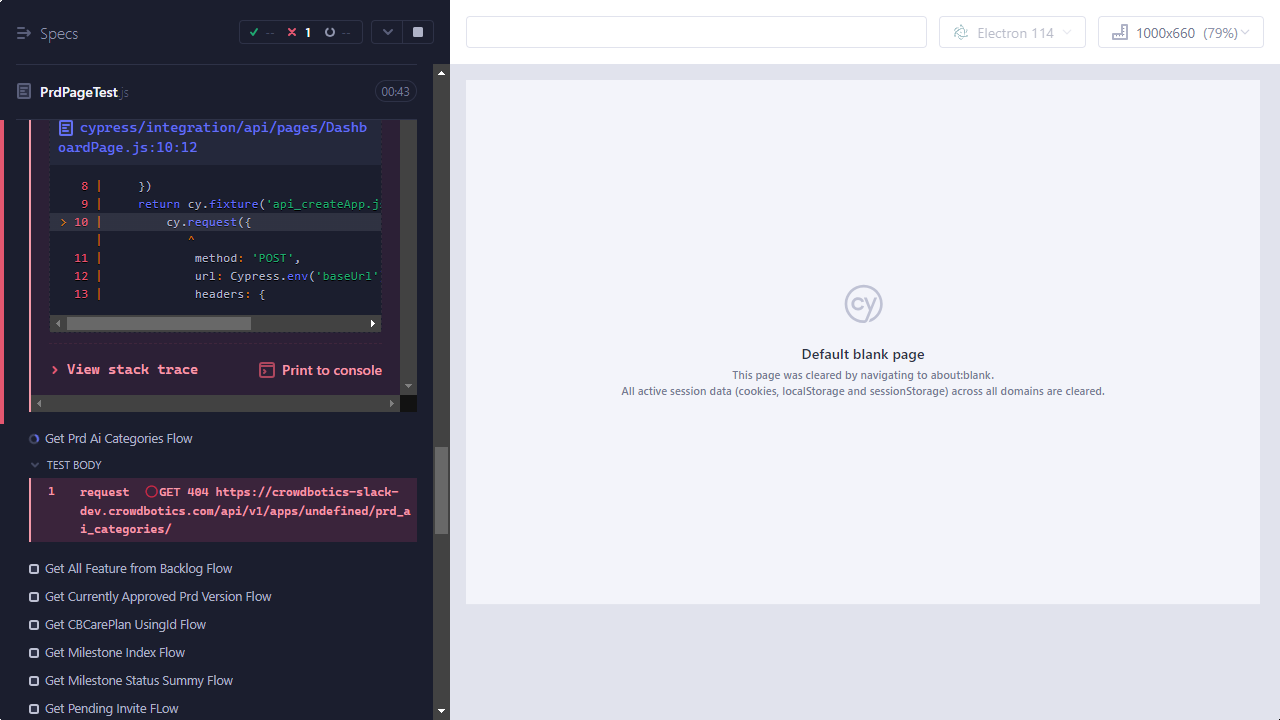 Specs
-- 1 --
Electron 114
1000x660 (79%)
PrdPageTest.js
00:43
cypress/integration/api/pages/Dashb
oardPage.js:10:12
8 | })
9 | return cy.fixture('api_createApp.j
> 10 | cy.request({
| ^
11 | method: 'POST',
12 | url: Cypress.env('baseUrl'
13 | headers: {
> View stack trace
Print to console
Get Prd Ai Categories Flow
TEST BODY
1 request GET 404 https://crowdbotics-slack-
dev.crowdbotics.com/api/v1/apps/undefined/prd_a
i_categories/
Get All Feature from Backlog Flow
Get Currently Approved Prd Version Flow
Get CBCarePlan UsingId Flow
Get Milestone Index Flow
Get Milestone Status Summy Flow
Get Pending Invite FLow
cy
Default blank page
This page was cleared by navigating to about:blank.
All active session data (cookies, localStorage and sessionStorage) across all domains are cleared.